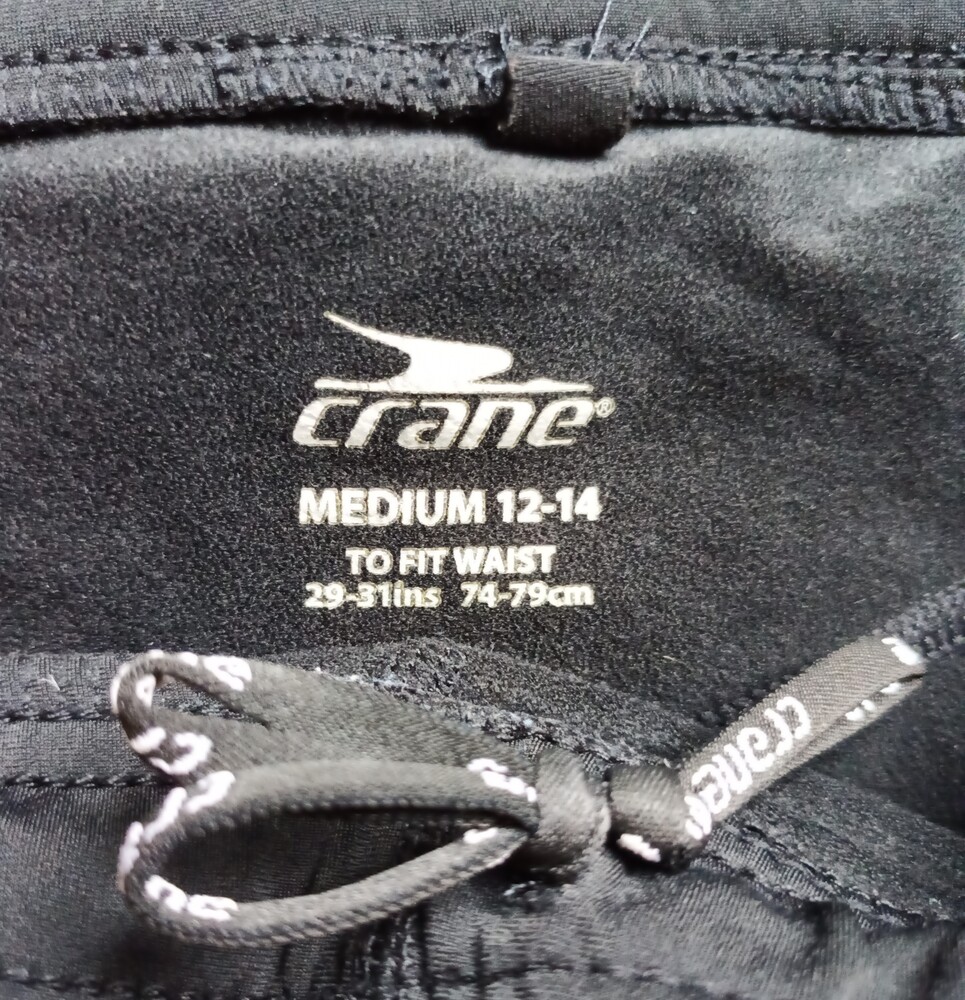 crane®
MEDIUM 12-14
TO FIT WAIST
29-31ins 74-79cm
crane